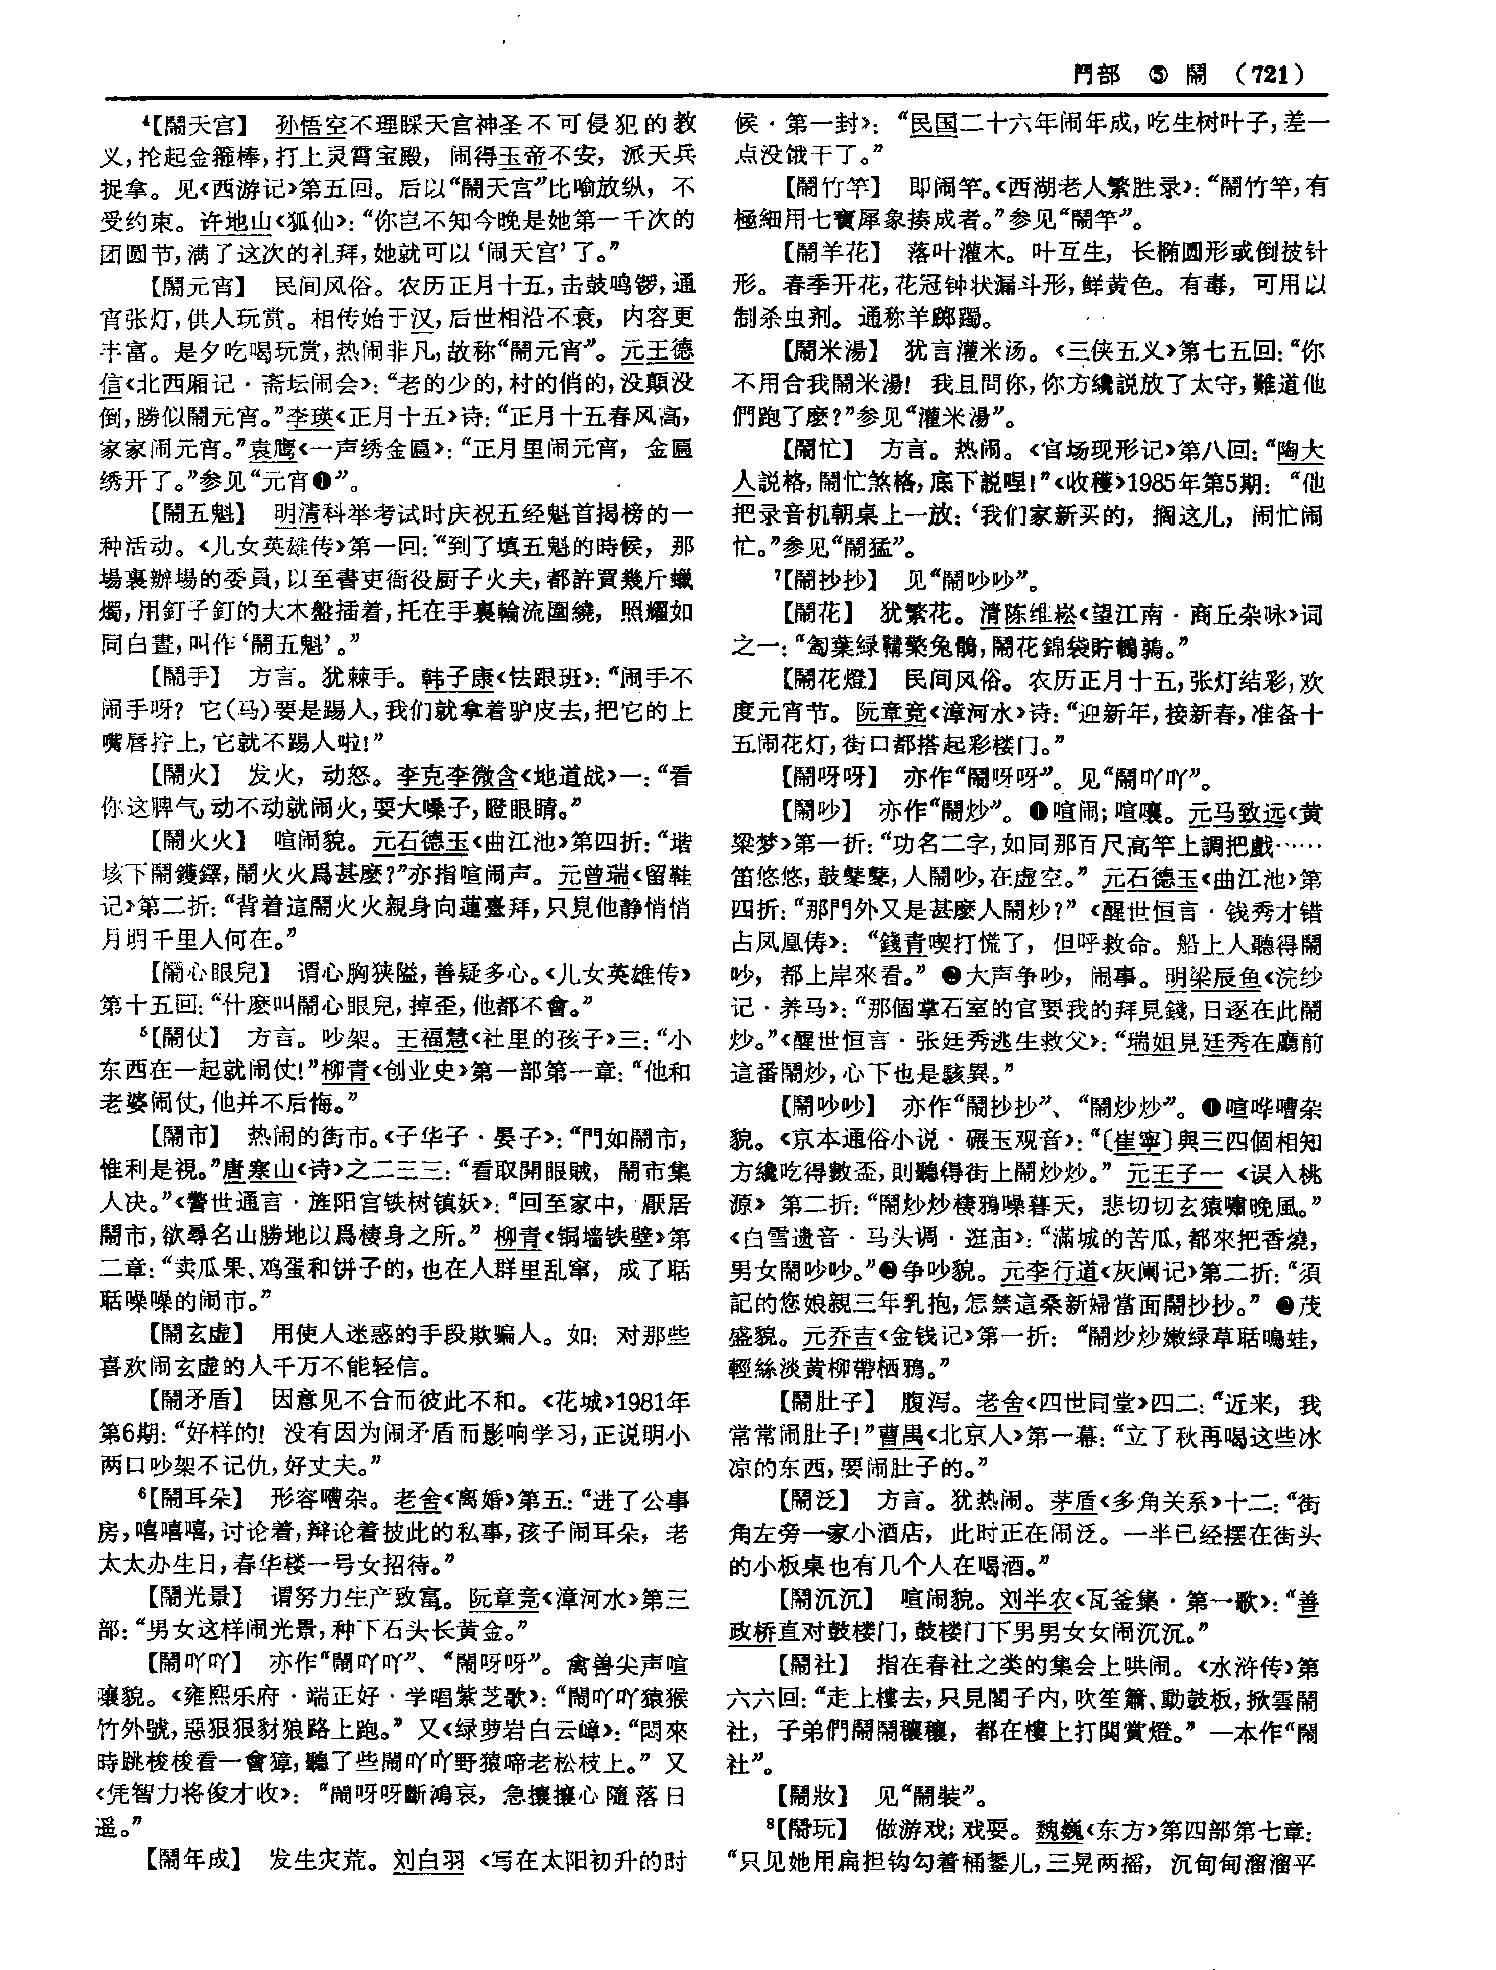 鬥部 ⑤ 鬧 （721）
⁴【鬧天宫】 孙悟空不理睬天宫神圣不可侵犯的教
义，抡起金箍棒，打上灵霄宝殿，闹得玉帝不安，派天兵
捉拿。见《西游记》第五回。后以“鬧天宫”比喻放纵，不
受约束。许地山《狐仙》：“你岂不知今晚是她第一千次的
团圆节，满了这次的礼拜，她就可以‘闹天宫’了。”
【鬧元宵】 民间风俗。农历正月十五，击鼓鸣锣，通
宵张灯，供人玩赏。相传始于汉，后世相沿不衰，内容更
丰富。是夕吃喝玩赏，热闹非凡，故称“鬧元宵”。元王德
信《北西厢记·斋坛闹会》：“老的少的，村的俏的，没颠没
倒，勝似鬧元宵。”李瑛《正月十五》诗：“正月十五春风高，
家家闹元宵。”袁鹰《一声绣金匾》：“正月里闹元宵，金匾
绣开了。”参见“元宵❶”。
【鬧五魁】 明清科举考试时庆祝五经魁首揭榜的一
种活动。《儿女英雄传》第一回：“到了填五魁的時候，那
場裏辦場的委員，以至書吏衙役厨子火夫，都許買幾斤蠟
燭，用釘子釘的大木盤插着，托在手裏輪流圍繞，照耀如
同白晝，叫作‘鬧五魁’。”
【鬧手】 方言。犹棘手。韩子康《怯跟班》：“闹手不
闹手呀？它（马）要是踢人，我们就拿着驴皮去，把它的上
嘴唇拧上，它就不踢人啦！”
【鬧火】 发火，动怒。李克李微含《地道战》一：“看
你这脾气，动不动就闹火，耍大嗓子，瞪眼睛。”
【鬧火火】 喧闹貌。元石德玉《曲江池》第四折：“堦
垓下鬧鑊鐸，鬧火火爲甚麽？”亦指喧闹声。元曾瑞《留鞋
记》第二折：“背着這鬧火火親身向蓮臺拜，只見他静悄悄
月明千里人何在。”
【鬧心眼兒】 谓心胸狭隘，善疑多心。《儿女英雄传》
第十五回：“什麽叫鬧心眼兒，掉歪，他都不會。”
⁵【鬧仗】 方言。吵架。王福慧《社里的孩子》三：“小
东西在一起就闹仗！”柳青《创业史》第一部第一章：“他和
老婆闹仗，他并不后悔。”
【鬧市】 热闹的街市。《子华子·晏子》：“門如鬧市，
惟利是視。”唐寒山《诗》之二三三：“看取開眼賊，鬧市集
人决。”《警世通言·旌阳宫铁树镇妖》：“回至家中，厭居
鬧市，欲尋名山勝地以爲棲身之所。”柳青《铜墙铁壁》第
二章：“卖瓜果、鸡蛋和饼子的，也在人群里乱窜，成了聒
聒噪噪的闹市。”
【鬧玄虚】 用使人迷惑的手段欺骗人。如：对那些
喜欢闹玄虚的人千万不能轻信。
【鬧矛盾】 因意见不合而彼此不和。《花城》1981年
第6期：“好样的！没有因为闹矛盾而影响学习，正说明小
两口吵架不记仇，好丈夫。”
⁶【鬧耳朵】 形容嘈杂。老舍《离婚》第五：“进了公事
房，嘻嘻嘻，讨论着，辩论着彼此的私事，孩子闹耳朵，老
太太办生日，春华楼一号女招待。”
【鬧光景】 谓努力生产致富。阮章竞《漳河水》第三
部：“男女这样闹光景，种下石头长黄金。”
【鬧吖吖】 亦作“鬧吖吖”、“鬧呀呀”。禽兽尖声喧
嚷貌。《雍熙乐府·端正好·学唱紫芝歌》：“鬧吖吖猿猴
竹外號，惡狠狠豺狼路上跑。”又《绿萝岩白云嶂》：“悶來
時跳梭梭看一會獐，聽了些鬧吖吖野猿啼老松枝上。”又
《凭智力将俊才收》：“鬧呀呀斷鴻哀，急攘攘心隨落日
遥。”
【鬧年成】 发生灾荒。刘白羽《写在太阳初升的时
候·第一封》：“民国二十六年闹年成，吃生树叶子，差一
点没饿干了。”
【鬧竹竿】 即闹竿。《西湖老人繁胜录》：“鬧竹竿，有
極細用七寶犀象揍成者。”参见“鬧竿”。
【鬧羊花】 落叶灌木。叶互生，长椭圆形或倒披针
形。春季开花，花冠钟状漏斗形，鲜黄色。有毒，可用以
制杀虫剂。通称羊踯躅。
【鬧米湯】 犹言灌米汤。《三侠五义》第七五回：“你
不用合我鬧米湯！我且問你，你方纔説放了太守，難道他
們跑了麽？”参见“灌米湯”。
【鬧忙】 方言。热闹。《官场现形记》第八回：“陶大
人説格，鬧忙煞格，底下説哩！”《收穫》1985年第5期：“他
把录音机朝桌上一放：‘我们家新买的，搁这儿，闹忙闹
忙。”参见“鬧猛”。
⁷【鬧抄抄】 见“鬧吵吵”。
【鬧花】 犹繁花。清陈维崧《望江南·商丘杂咏》词
之一：“匌葉绿鞲檠兔鶻，鬧花錦袋貯鵪鶉。”
【鬧花燈】 民间风俗。农历正月十五，张灯结彩，欢
度元宵节。阮章竞《漳河水》诗：“迎新年，接新春，准备十
五闹花灯，街口都搭起彩楼门。”
【鬧呀呀】 亦作“鬧呀呀”。见“鬧吖吖”。
【鬧吵】 亦作“鬧炒”。❶喧闹；喧嚷。元马致远《黄
粱梦》第一折：“功名二字，如同那百尺高竿上調把戲……
笛悠悠，鼓鼕鼕，人鬧吵，在虚空。”元石德玉《曲江池》第
四折：“那門外又是甚麽人鬧炒？”《醒世恒言·钱秀才错
占凤凰俦》：“錢青喫打慌了，但呼救命。船上人聽得鬧
吵，都上岸來看。”❷大声争吵，闹事。明梁辰鱼《浣纱
记·养马》：“那個掌石室的官要我的拜見錢，日逐在此鬧
炒。”《醒世恒言·张廷秀逃生救父》：“瑞姐見廷秀在廳前
這番鬧炒，心下也是駭異。”
【鬧吵吵】 亦作“鬧抄抄”、“鬧炒炒”。❶喧哗嘈杂
貌。《京本通俗小说·碾玉观音》：“〔崔寧〕與三四個相知
方纔吃得數盃，則聽得街上鬧炒炒。”元王子一《误入桃
源》第二折：“鬧炒炒棲鴉噪暮天，悲切切玄猿嘯晚風。”
《白雪遗音·马头调·逛庙》：“滿城的苦瓜，都來把香燒，
男女鬧吵吵。”❷争吵貌。元李行道《灰阑记》第二折：“須
記的您娘親三年乳抱，怎禁這桑新婦當面鬧抄抄。”❷茂
盛貌。元乔吉《金钱记》第一折：“鬧炒炒嫩绿草聒鳴蛙，
輕絲淡黄柳帶栖鴉。”
【鬧肚子】 腹泻。老舍《四世同堂》四二：“近来，我
常常闹肚子！”曹禺《北京人》第一幕：“立了秋再喝这些冰
凉的东西，要闹肚子的。”
【鬧泛】 方言。犹热闹。茅盾《多角关系》十二：“街
角左旁一家小酒店，此时正在闹泛。一半已经摆在街头
的小板桌也有几个人在喝酒。”
【鬧沉沉】 喧闹貌。刘半农《瓦釜集·第一歌》：“善
政桥直对鼓楼门，鼓楼门下男男女女闹沉沉。”
【鬧社】 指在春社之类的集会上哄闹。《水浒传》第
六六回：“走上樓去，只見閣子内，吹笙簫、動鼓板，掀雲鬧
社，子弟們鬧鬧穰穰，都在樓上打鬨賞燈。”一本作“鬧
社”。
【鬧妝】 见“鬧裝”。
⁸【鬧玩】 做游戏；戏耍。魏巍《东方》第四部第七章：
“只见她用扁担钩勾着桶鋬儿，三晃两摇，沉甸甸溜溜平